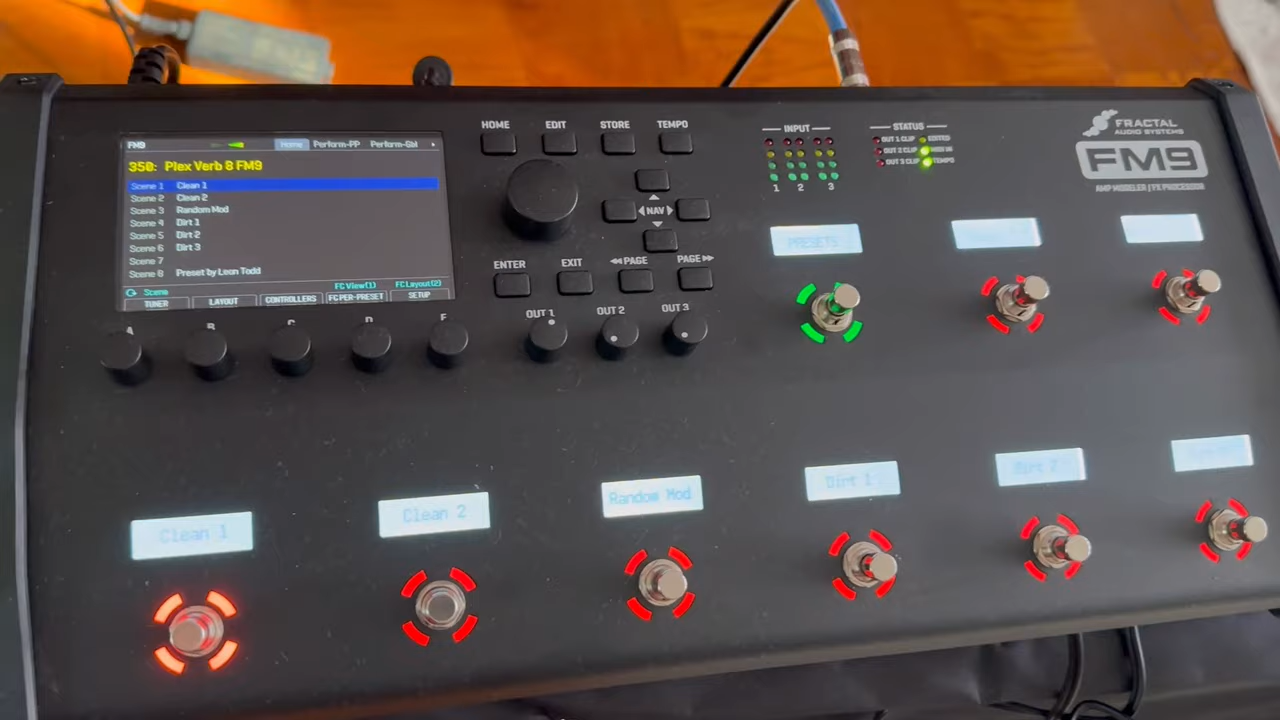 HOME EDIT STORE TEMPO
FM9 Home Perform-PP Perform-GM
350: Plex Verb 8 FM9
Scene 1 Clean 1
Scene 2 Clean 2
Scene 3 Random Mod
Scene 4 Dirt 1
Scene 5 Dirt 2
Scene 6 Dirt 3
Scene 7
Scene 8 Preset by Leon Todd
FC View(1) FC Layout(2)
Scene
TUNER LAYOUT CONTROLLERS FC PER-PRESET SETUP
A B C D E
NAV
ENTER EXIT PAGE PAGE
OUT 1 OUT 2 OUT 3
INPUT
1 2 3
STATUS
OUT 1 CLIP EDITED
OUT 2 CLIP MIDI IN
OUT 3 CLIP TEMPO
FRACTAL
AUDIO SYSTEMS
FM9
AMP MODELER | FX PROCESSOR
PRESETS
Clean 1
Clean 2
Random Mod
Dirt 1
Dirt 2